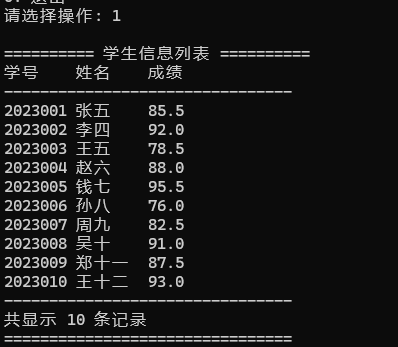 请选择操作: 1
========== 学生信息列表 ==========
学号    姓名    成绩
--------------------------------
2023001 张五    85.5
2023002 李四    92.0
2023003 王五    78.5
2023004 赵六    88.0
2023005 钱七    95.5
2023006 孙八    76.0
2023007 周九    82.5
2023008 吴十    91.0
2023009 郑十一  87.5
2023010 王十二  93.0
--------------------------------
共显示 10 条记录
================================